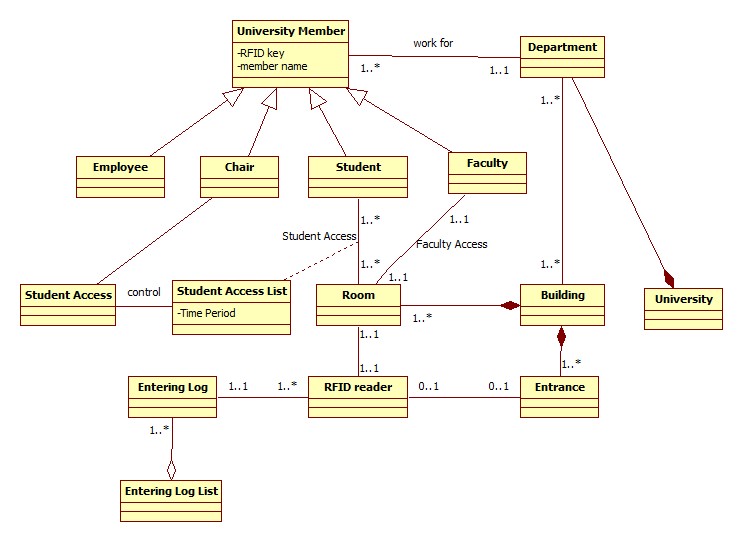 University Member
-RFID key
-member name
work for
1..*
1..1
Department
1..*
Employee
Chair
Student
Faculty
1..*
1..1
Student Access
Faculty Access
1..*
1..1
1..*
Student Access
control
Student Access List
-Time Period
Room
1..*
Building
University
1..1
1..1
1..*
Entering Log
1..1
1..*
RFID reader
0..1
0..1
Entrance
1..*
Entering Log List